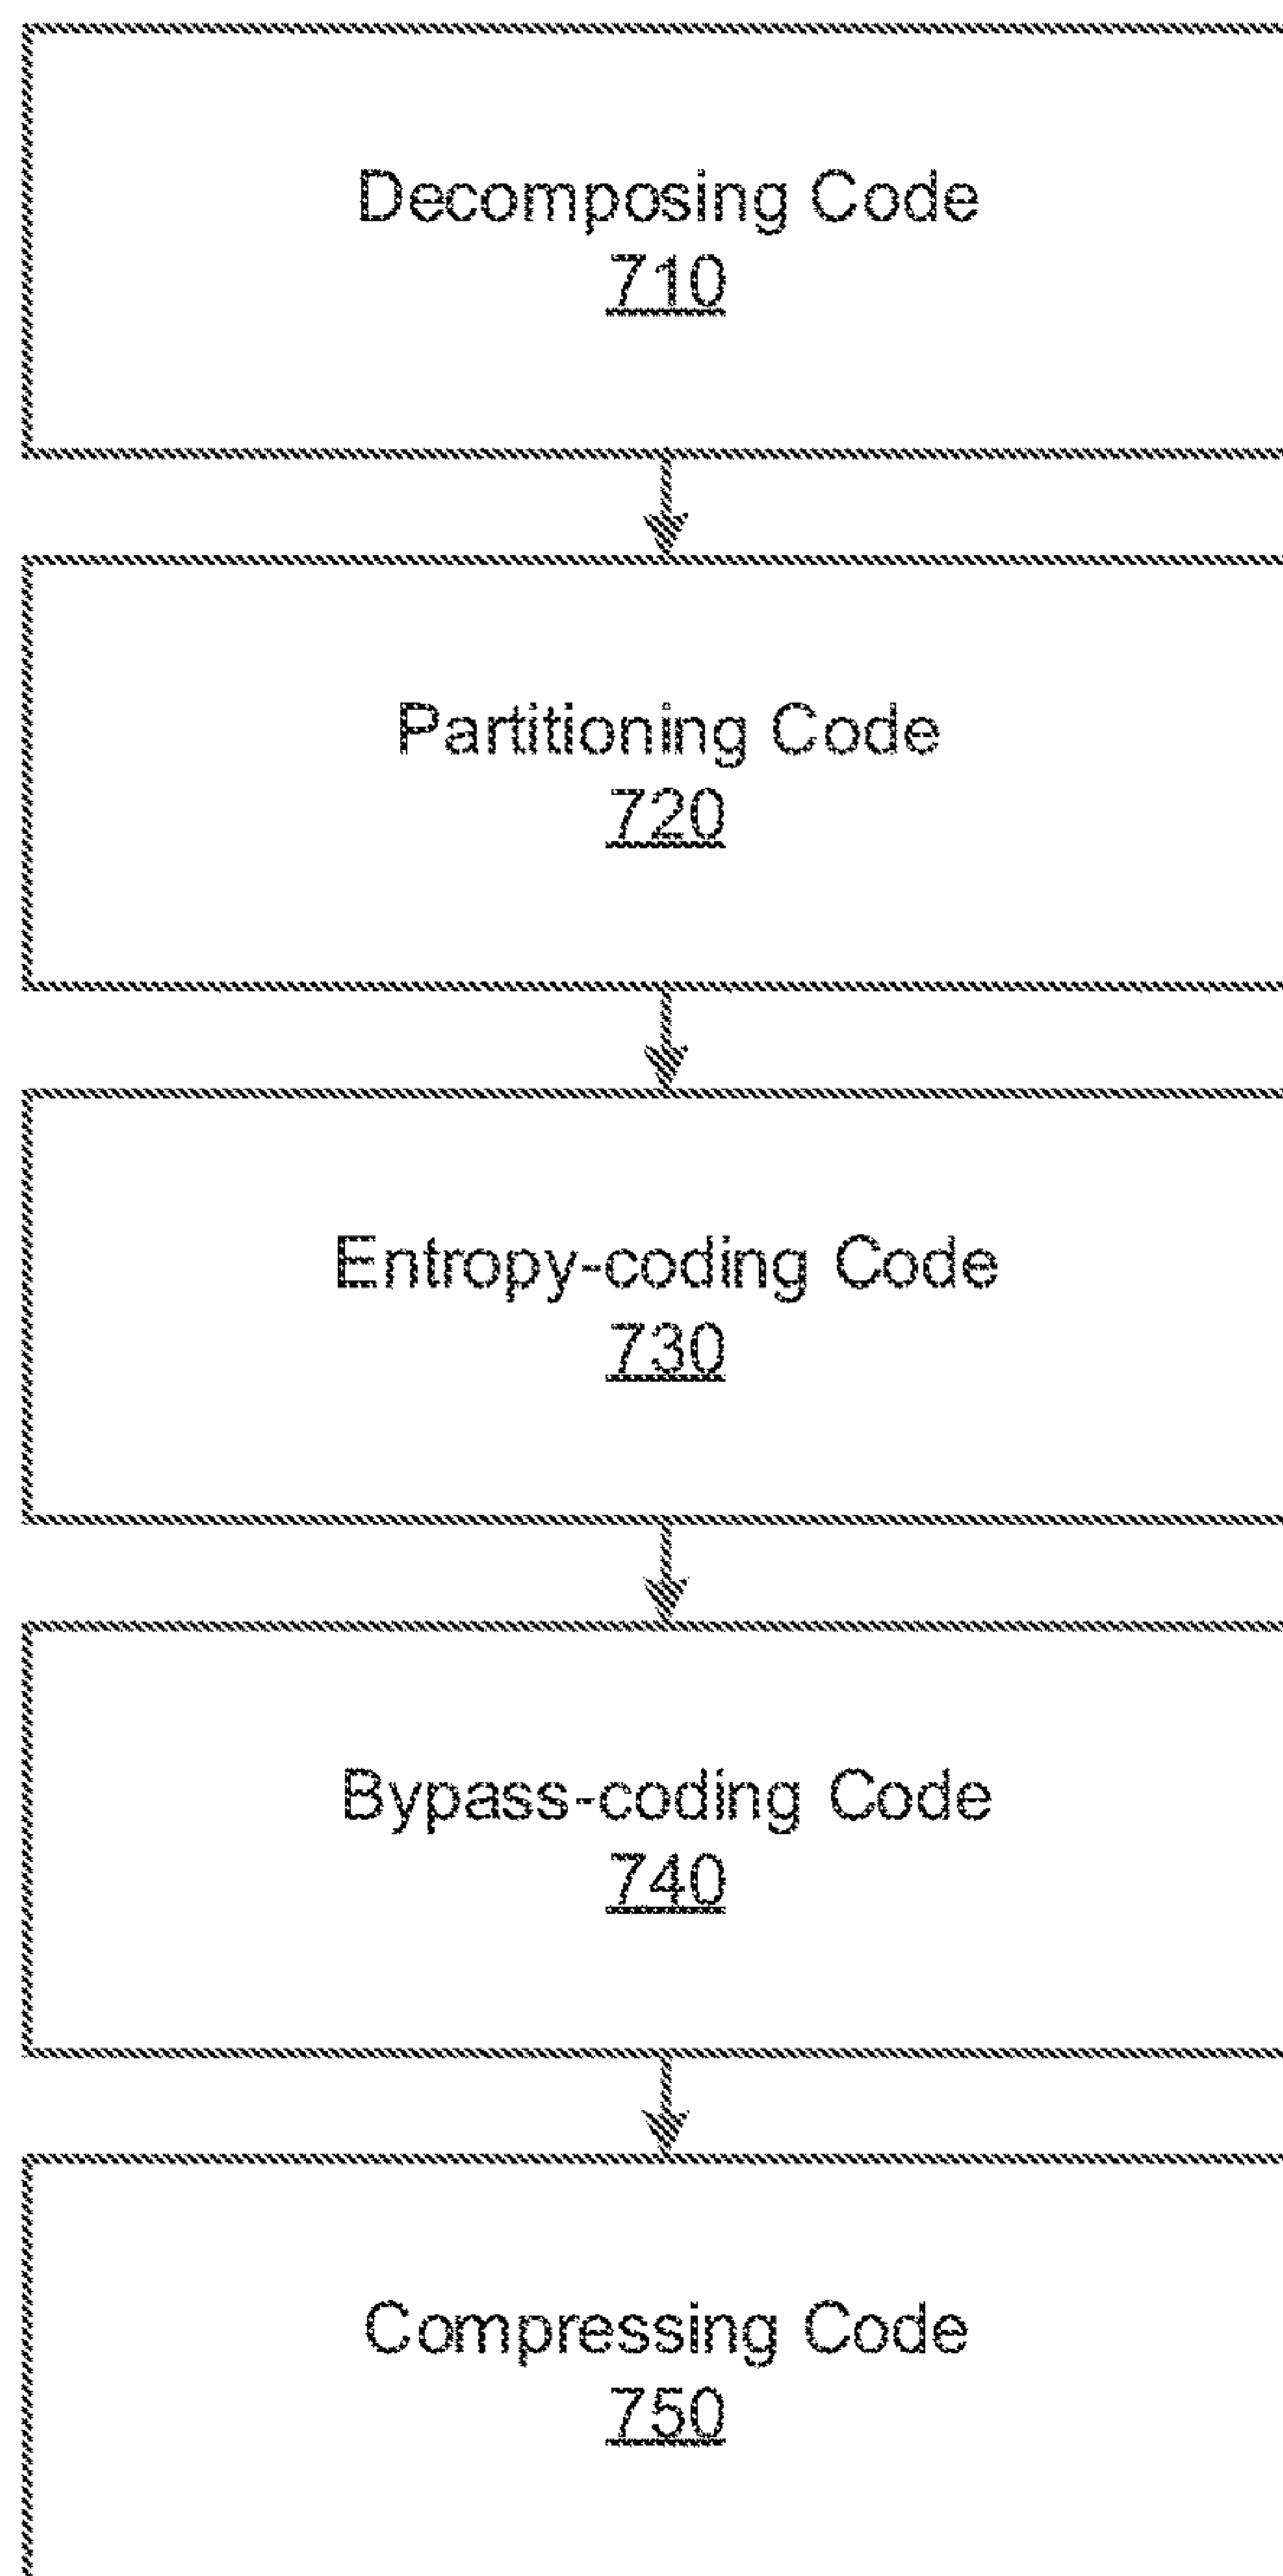 Decomposing Code
710
Partitioning Code
720
Entropy-coding Code
730
Bypass-coding Code
740
Compressing Code
750